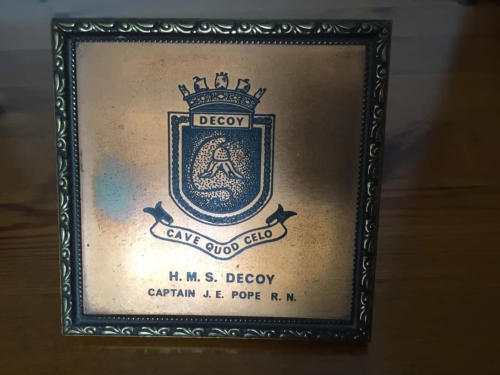 DECOY
CAVE QUOD CELO
H. M. S. DECOY
CAPTAIN J. E. POPE R. N.